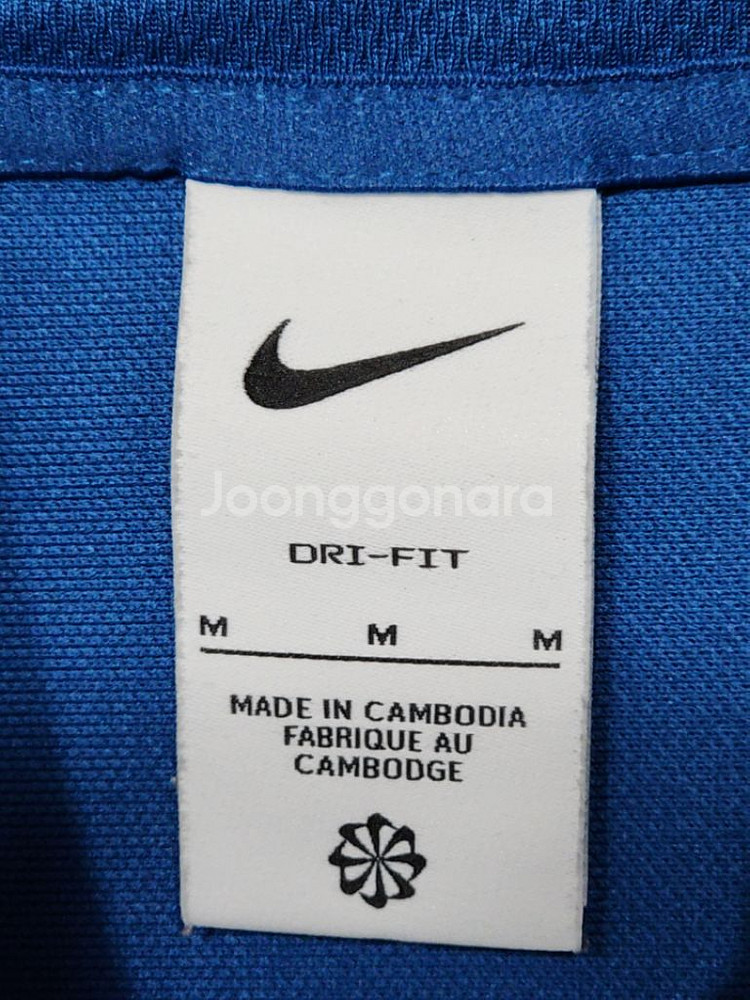 Joonggonara
DRI-FIT
M M M
MADE IN CAMBODIA
FABRIQUE AU
CAMBODGE